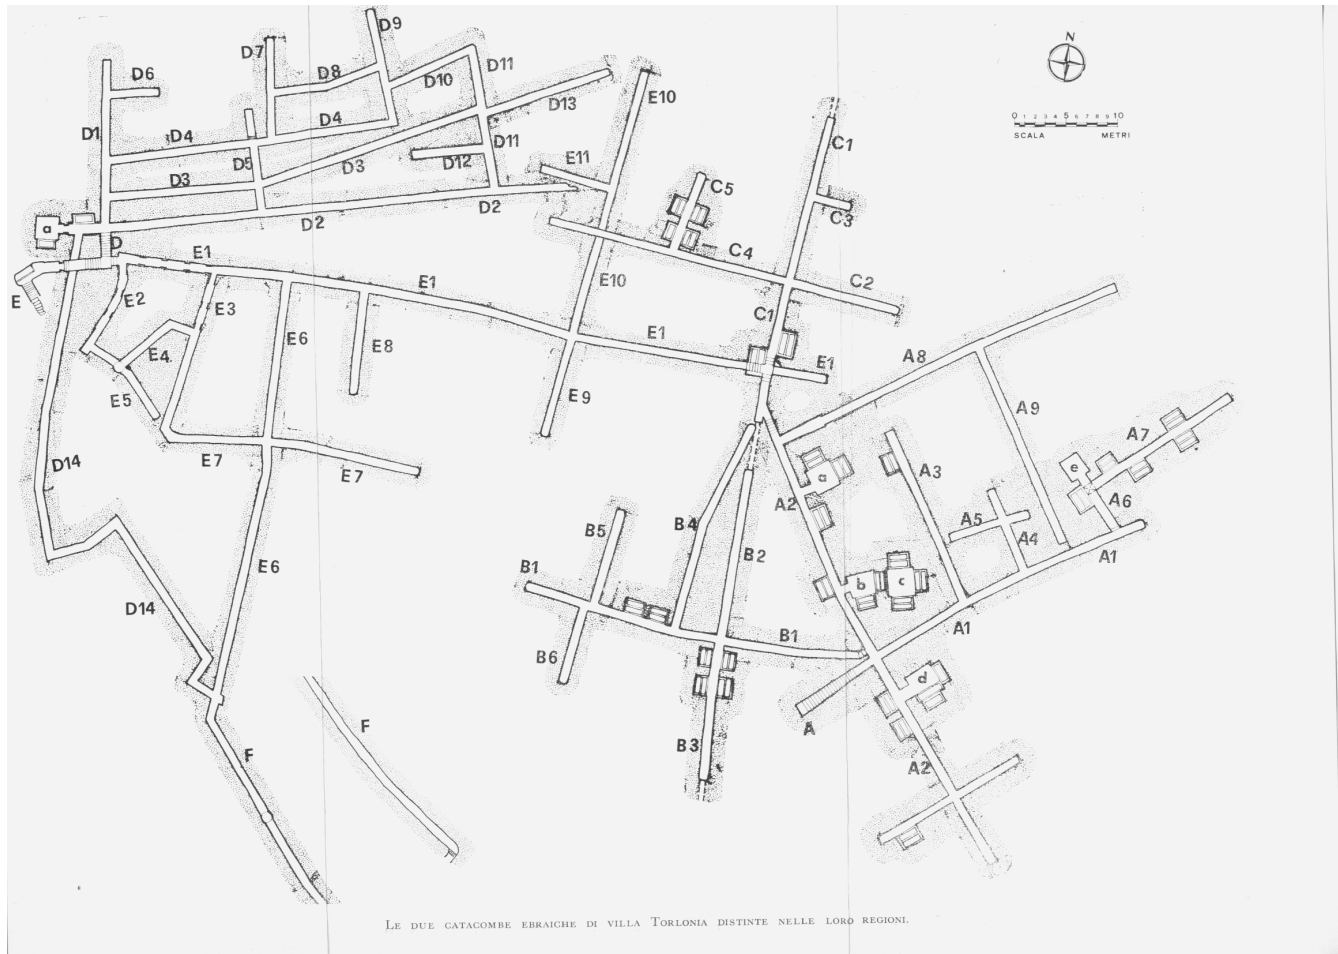 D9
N
D7
D11
D6
D8
D10
D13
E10
0 1 2 3 4 5 6 7 8 9 10
SCALA METRI
D4
D1
D4
D11
C1
D5
D3
D12
E11
D3
C5
D2
D2
C3
a
D
E1
C4
E10
C2
E1
E
E2
E3
C1
E6
E1
E8
E4
E1
A8
E5
E9
A9
A7
D14
E7
E7
a
A3
e
A2
A6
B5
B4
A5
A4
B2
A1
E6
B1
b
c
D14
B1
A1
B6
d
F
F
A
B3
A2
Le due catacombe ebraiche di villa Torlonia distinte nelle loro regioni.